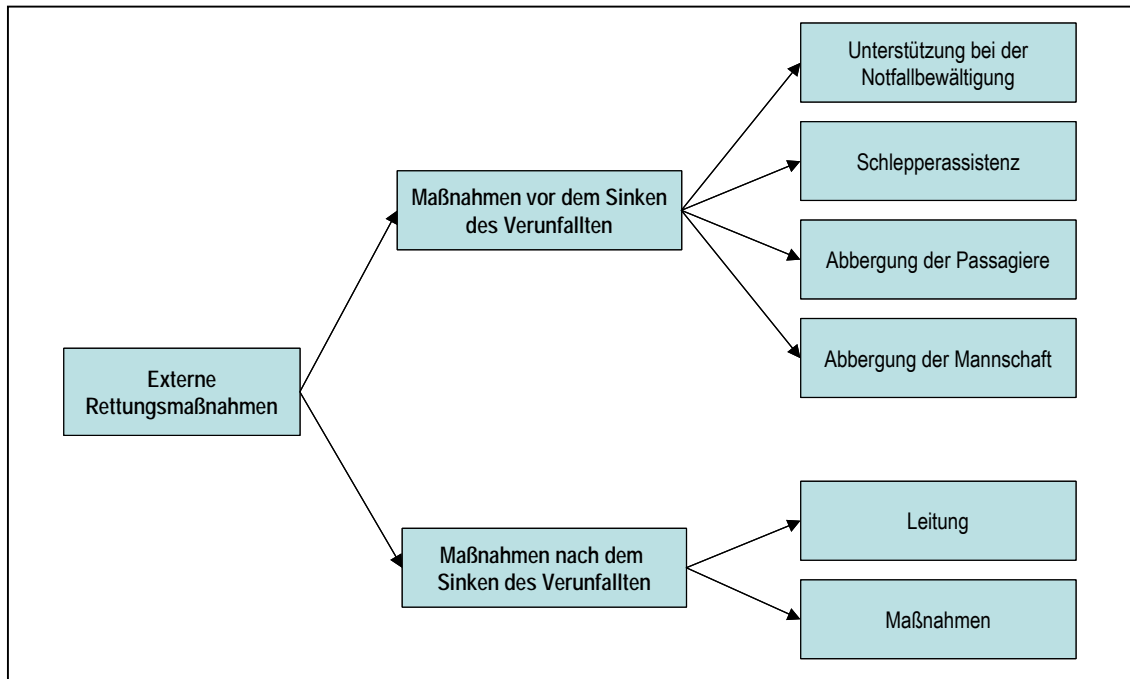 Externe
Rettungsmaßnahmen
Maßnahmen vor dem Sinken
des Verunfallten
Unterstützung bei der
Notfallbewältigung
Schlepperassistenz
Abbergung der Passagiere
Abbergung der Mannschaft
Maßnahmen nach dem
Sinken des Verunfallten
Leitung
Maßnahmen